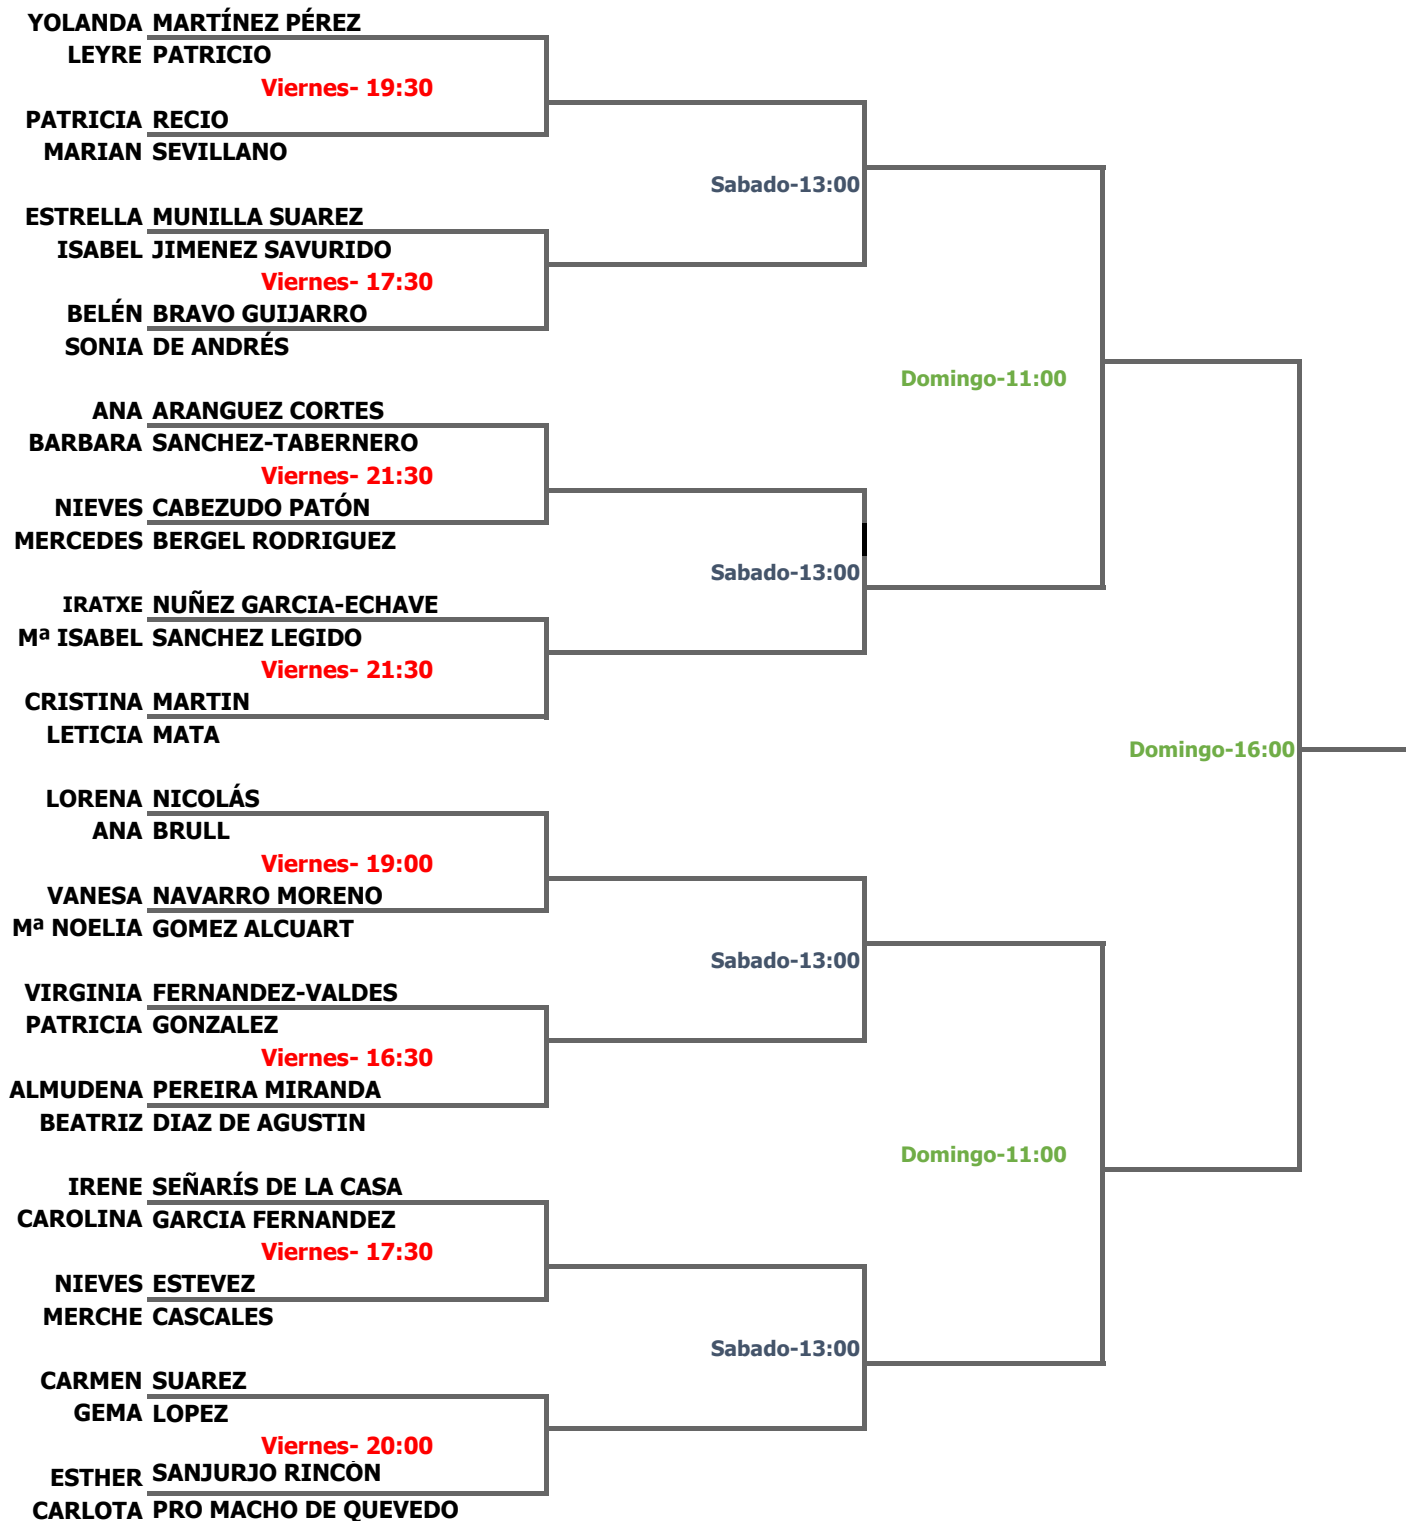 YOLANDA MARTÍNEZ PÉREZ
LEYRE PATRICIO
Viernes- 19:30
PATRICIA RECIO
MARIAN SEVILLANO
Sabado-13:00
ESTRELLA MUNILLA SUAREZ
ISABEL JIMENEZ SAVURIDO
Viernes- 17:30
BELÉN BRAVO GUIJARRO
SONIA DE ANDRÉS
Domingo-11:00
ANA ARANGUEZ CORTES
BARBARA SANCHEZ-TABERNERO
Viernes- 21:30
NIEVES CABEZUDO PATÓN
MERCEDES BERGEL RODRIGUEZ
Sabado-13:00
IRATXE NUÑEZ GARCIA-ECHAVE
Mª ISABEL SANCHEZ LEGIDO
Viernes- 21:30
CRISTINA MARTIN
LETICIA MATA
Domingo-16:00
LORENA NICOLÁS
ANA BRULL
Viernes- 19:00
VANESA NAVARRO MORENO
Mª NOELIA GOMEZ ALCUART
Sabado-13:00
VIRGINIA FERNANDEZ-VALDES
PATRICIA GONZALEZ
Viernes- 16:30
ALMUDENA PEREIRA MIRANDA
BEATRIZ DIAZ DE AGUSTIN
Domingo-11:00
IRENE SEÑARÍS DE LA CASA
CAROLINA GARCIA FERNANDEZ
Viernes- 17:30
NIEVES ESTEVEZ
MERCHE CASCALES
Sabado-13:00
CARMEN SUAREZ
GEMA LOPEZ
Viernes- 20:00
ESTHER SANJURJO RINCÓN
CARLOTA PRO MACHO DE QUEVEDO